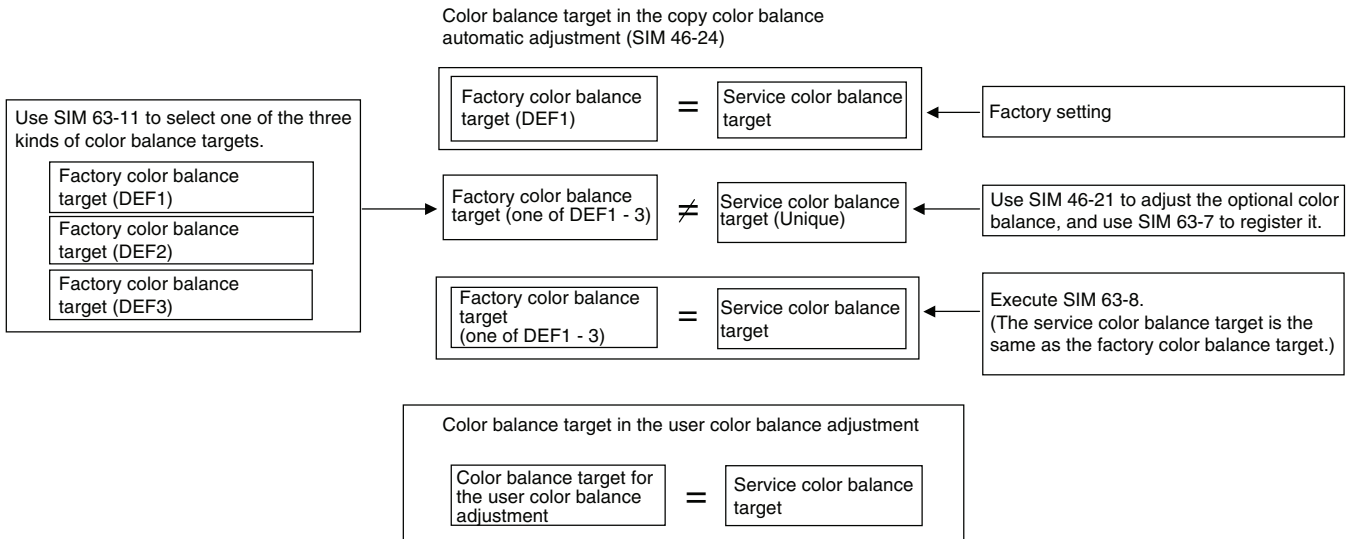 Color balance target in the copy color balance
automatic adjustment (SIM 46-24)
Use SIM 63-11 to select one of the three
kinds of color balance targets.
Factory color balance
target (DEF1)
Factory color balance
target (DEF2)
Factory color balance
target (DEF3)
Factory color balance
target (DEF1)
=
Service color balance
target
Factory setting
Factory color balance
target (one of DEF1 - 3)
≠
Service color balance
target (Unique)
Use SIM 46-21 to adjust the optional color
balance, and use SIM 63-7 to register it.
Factory color balance
target
(one of DEF1 - 3)
=
Service color balance
target
Execute SIM 63-8.
(The service color balance target is the
same as the factory color balance target.)
Color balance target in the user color balance adjustment
Color balance target for
the user color balance
adjustment
=
Service color balance
target